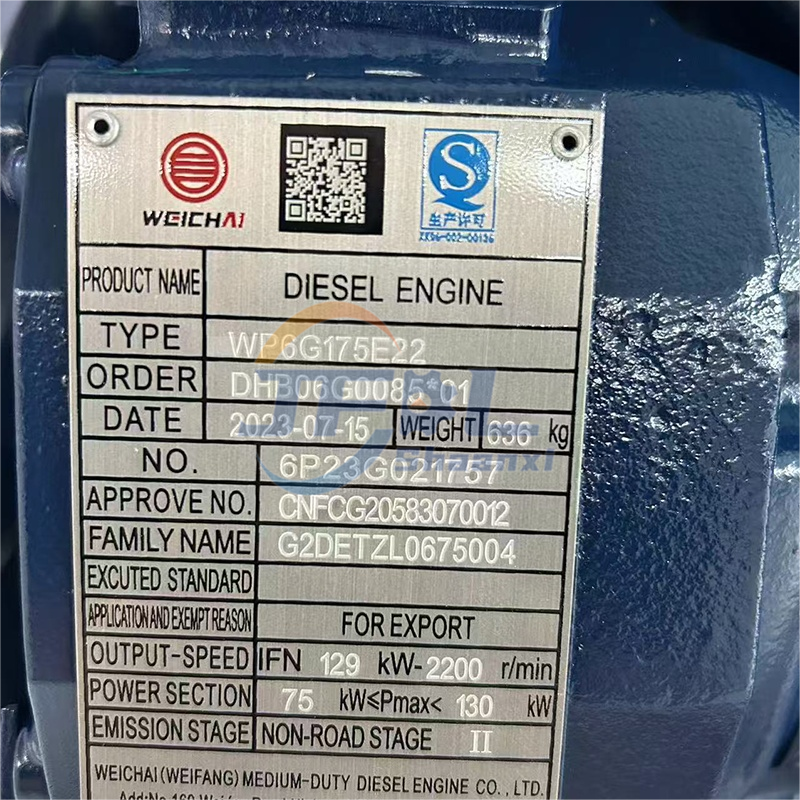 WEICHAI
S
生产许可
XK06-002-00136
PRODUCT NAME DIESEL ENGINE
TYPE WP6G175E22
ORDER DHB06G0085*01
DATE 2023-07-15 WEIGHT 636 kg
NO. 6P23G021757
Shaanxi
APPROVE NO. CNFCG20583070012
FAMILY NAME G2DETZL0675004
EXCUTED STANDARD
APPLICATION AND EXEMPT REASON FOR EXPORT
OUTPUT-SPEED IFN 129 kW-2200 r/min
POWER SECTION 75 kW≤Pmax< 130 kW
EMISSION STAGE NON-ROAD STAGE II
WEICHAI (WEIFANG) MEDIUM-DUTY DIESEL ENGINE CO., LTD.